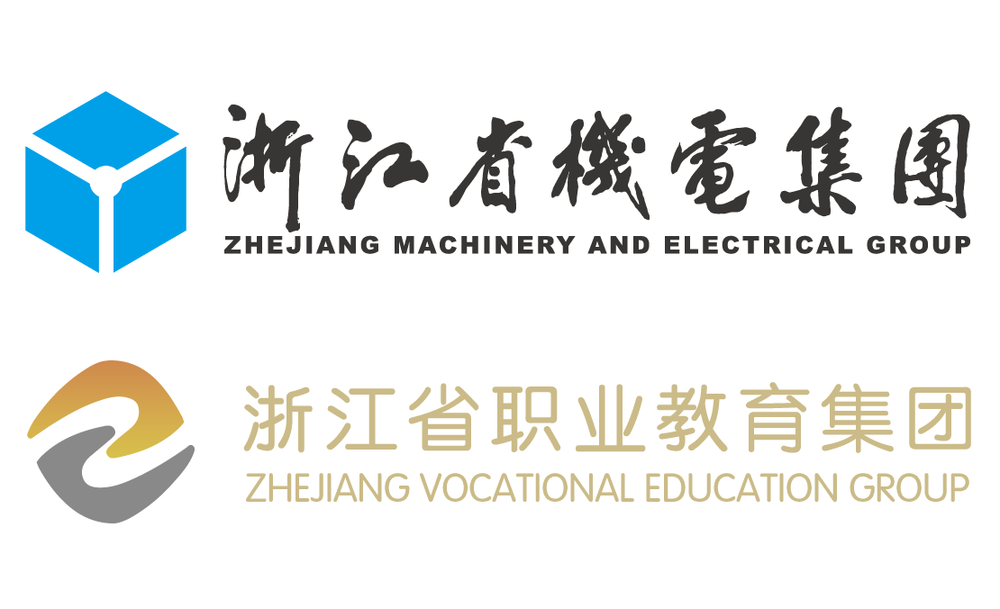 浙江省機電集團
ZHEJIANG MACHINERY AND ELECTRICAL GROUP
浙江省职业教育集团
ZHEJIANG VOCATIONAL EDUCATION GROUP